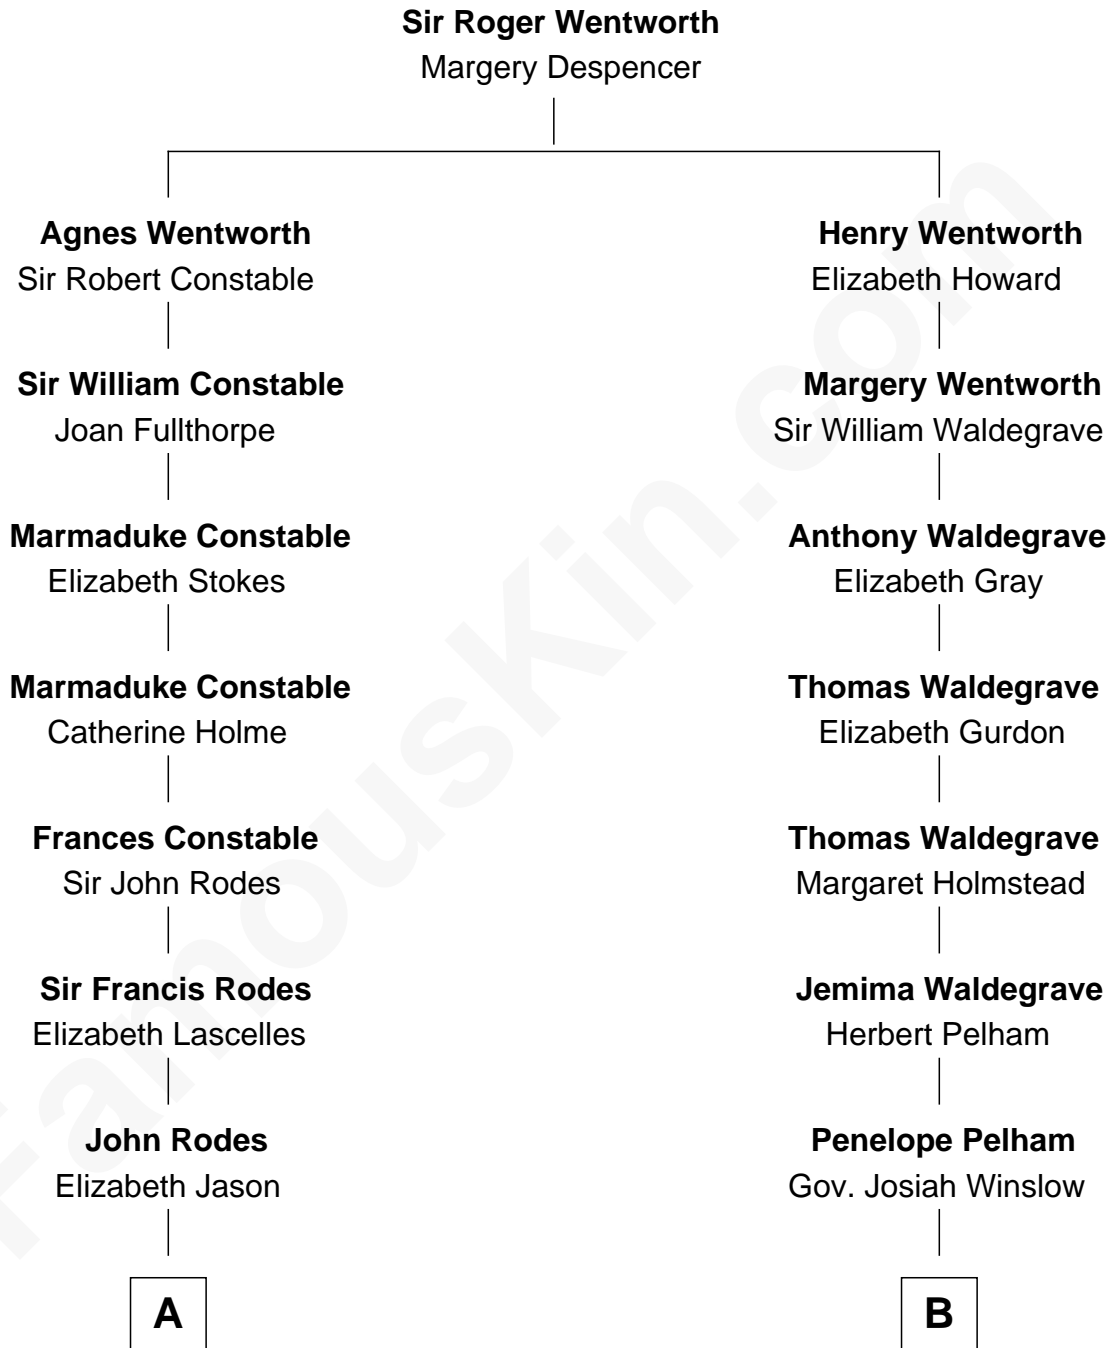 Sir Roger Wentworth
Margery Despencer
Agnes Wentworth
Sir Robert Constable
Henry Wentworth
Elizabeth Howard
Sir William Constable
Joan Fullthorpe
Margery Wentworth
Sir William Waldegrave
Marmaduke Constable
Elizabeth Stokes
Anthony Waldegrave
Elizabeth Gray
Marmaduke Constable
Catherine Holme
Thomas Waldegrave
Elizabeth Gurdon
Frances Constable
Sir John Rodes
Thomas Waldegrave
Margaret Holmstead
Sir Francis Rodes
Elizabeth Lascelles
Jemima Waldegrave
Herbert Pelham
John Rodes
Elizabeth Jason
Penelope Pelham
Gov. Josiah Winslow
A
B
FamousKin.com